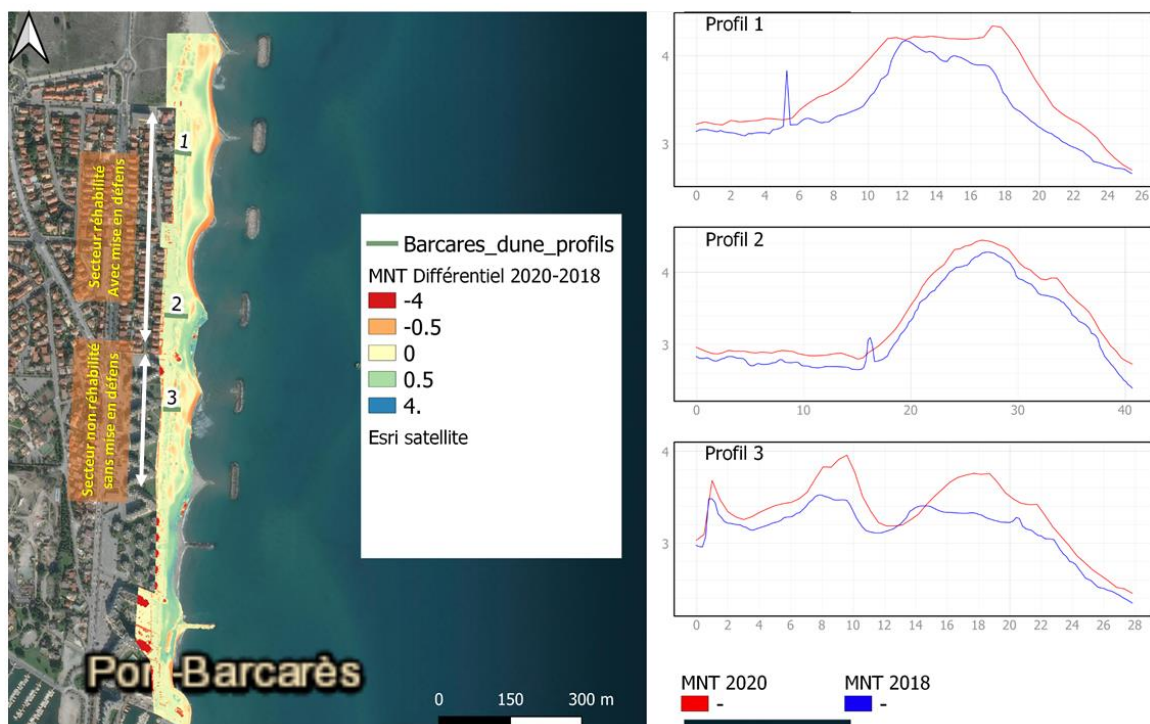 Secteur réhabilité
Avec mise en défens
Secteur non réhabilité
sans mise en défens
1
2
3
Barcares_dune_profils
MNT Différentiel 2020-2018
-4
-0.5
0
0.5
4.
Esri satellite
Port-Barcarès
0 150 300 m
Profil 1
4
3
0 2 4 6 8 10 12 14 16 18 20 22 24 26
Profil 2
4
3
0 10 20 30 40
Profil 3
4
3
0 2 4 6 8 10 12 14 16 18 20 22 24 26 28
MNT 2020 MNT 2018
- -